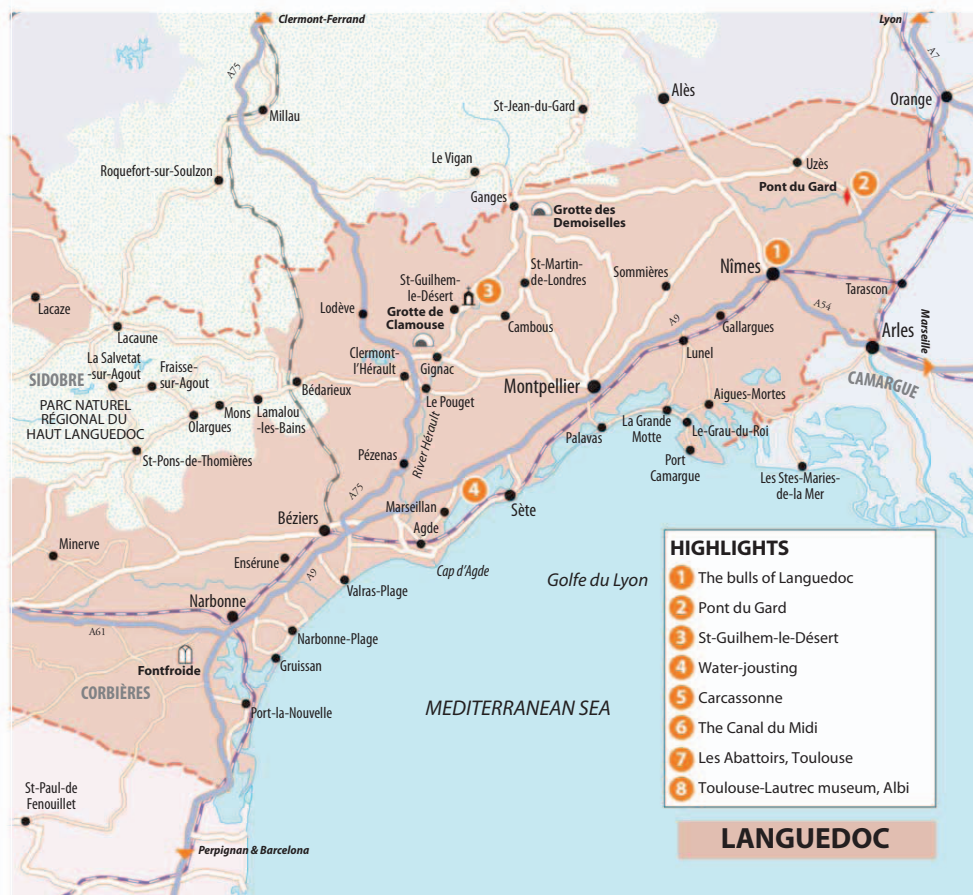 Clermont-Ferrand
Lyon
A75
A7
Millau
St-Jean-du-Gard
Alès
Orange
Roquefort-sur-Soulzon
Le Vigan
Uzès
Pont du Gard
2
Ganges
Grotte des
Demoiselles
1
Nîmes
St-Guilhem-
le-Désert
3
St-Martin-
de-Londres
Sommières
Tarascon
Lacaze
Lodève
Grotte de
Clamouse
Cambous
A9
Gallargues
A54
Arles
Marseille
Lacaune
Lunel
La Salvetat
-sur-Agout
Fraisse-
sur-Agout
SIDOBRE
Clermont-
l'Hérault
Gignac
Montpellier
CAMARGUE
Bédarieux
Le Pouget
Aigues-Mortes
PARC NATUREL
RÉGIONAL DU
HAUT LANGUEDOC
Mons
Olargues
Lamalou
-les-Bains
River Hérault
Palavas
La Grande
Motte
Le-Grau-du-Roi
St-Pons-de-Thomières
Pézenas
Port
Camargue
Les Stes-Maries-
de-la Mer
A75
4
Marseillan
Sète
Béziers
Agde
Minerve
Ensérune
A9
Cap d'Agde
Valras-Plage
Golfe du Lyon
Narbonne
A61
Narbonne-Plage
Fontfroide
Gruissan
CORBIÈRES
Port-la-Nouvelle
MEDITERRANEAN SEA
St-Paul-de
Fenouillet
Perpignan & Barcelona
HIGHLIGHTS
1 The bulls of Languedoc
2 Pont du Gard
3 St-Guilhem-le-Désert
4 Water-jousting
5 Carcassonne
6 The Canal du Midi
7 Les Abattoirs, Toulouse
8 Toulouse-Lautrec museum, Albi
LANGUEDOC